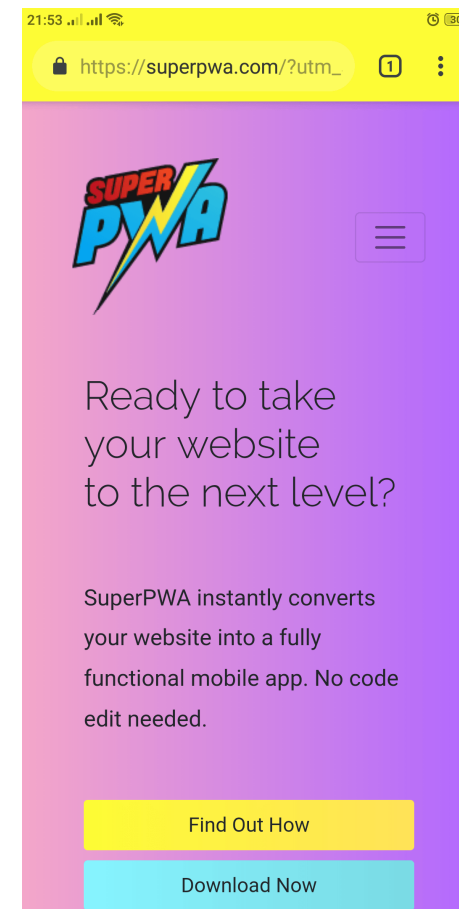 21:53
https://superpwa.com/?utm_
1
SUPER
PWA
Ready to take
your website
to the next level?
SuperPWA instantly converts
your website into a fully
functional mobile app. No code
edit needed.
Find Out How
Download Now